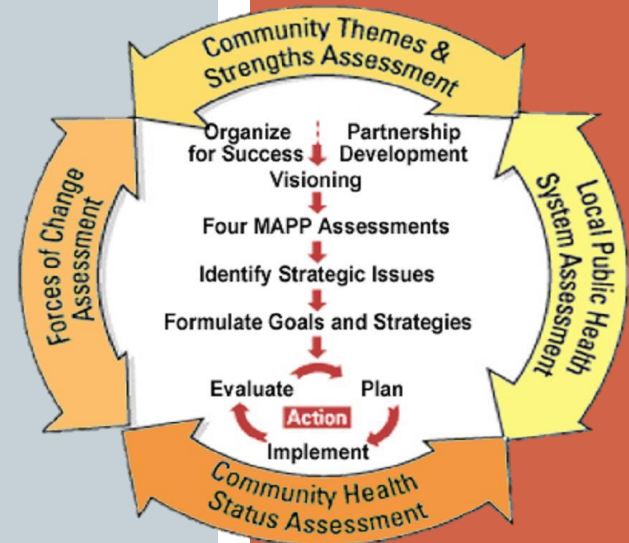 Community Themes &
Strengths Assessment
Organize
for Success
Partnership
Development
Visioning
Four MAPP Assessments
Identify Strategic Issues
Formulate Goals and Strategies
Evaluate
Plan
Action
Implement
Forces of Change
Assessment
Local Public Health
System Assessment
Community Health
Status Assessment